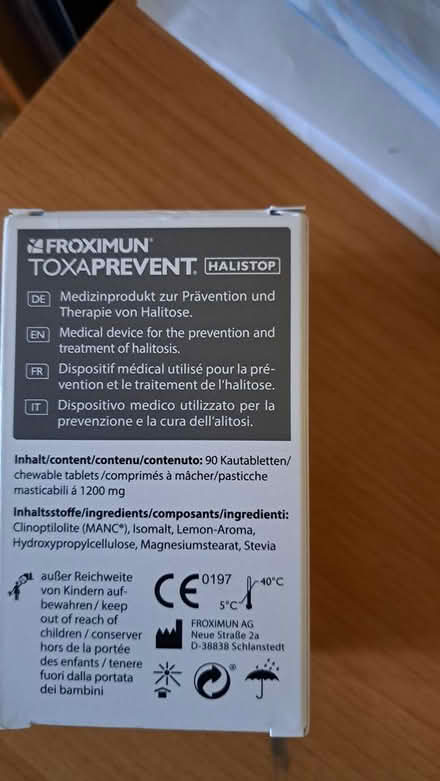 FROXIMUN®
TOXAPREVENT® HALISTOP
DE Medizinprodukt zur Prävention und
Therapie von Halitose.
EN Medical device for the prevention and
treatment of halitosis.
FR Dispositif médical utilisé pour la pré-
vention et le traitement de l'halitose.
IT Dispositivo medico utilizzato per la
prevenzione e la cura dell'alitosi.
Inhalt/content/contenu/contenuto: 90 Kautabletten/
chewable tablets/comprimés à mâcher/pasticche
masticabili á 1200 mg
Inhaltsstoffe/ingredients/composants/ingredienti:
Clinoptilolite (MANC®), Isomalt, Lemon-Aroma,
Hydroxypropylcellulose, Magnesiumstearat, Stevia
außer Reichweite
von Kindern auf-
bewahren / keep
out of reach of
children / conserver
hors de la portée
des enfants / tenere
fuori dalla portata
dei bambini
CE 0197
40°C
5°C
FROXIMUN AG
Neue Straße 2a
D-38838 Schlanstedt
®